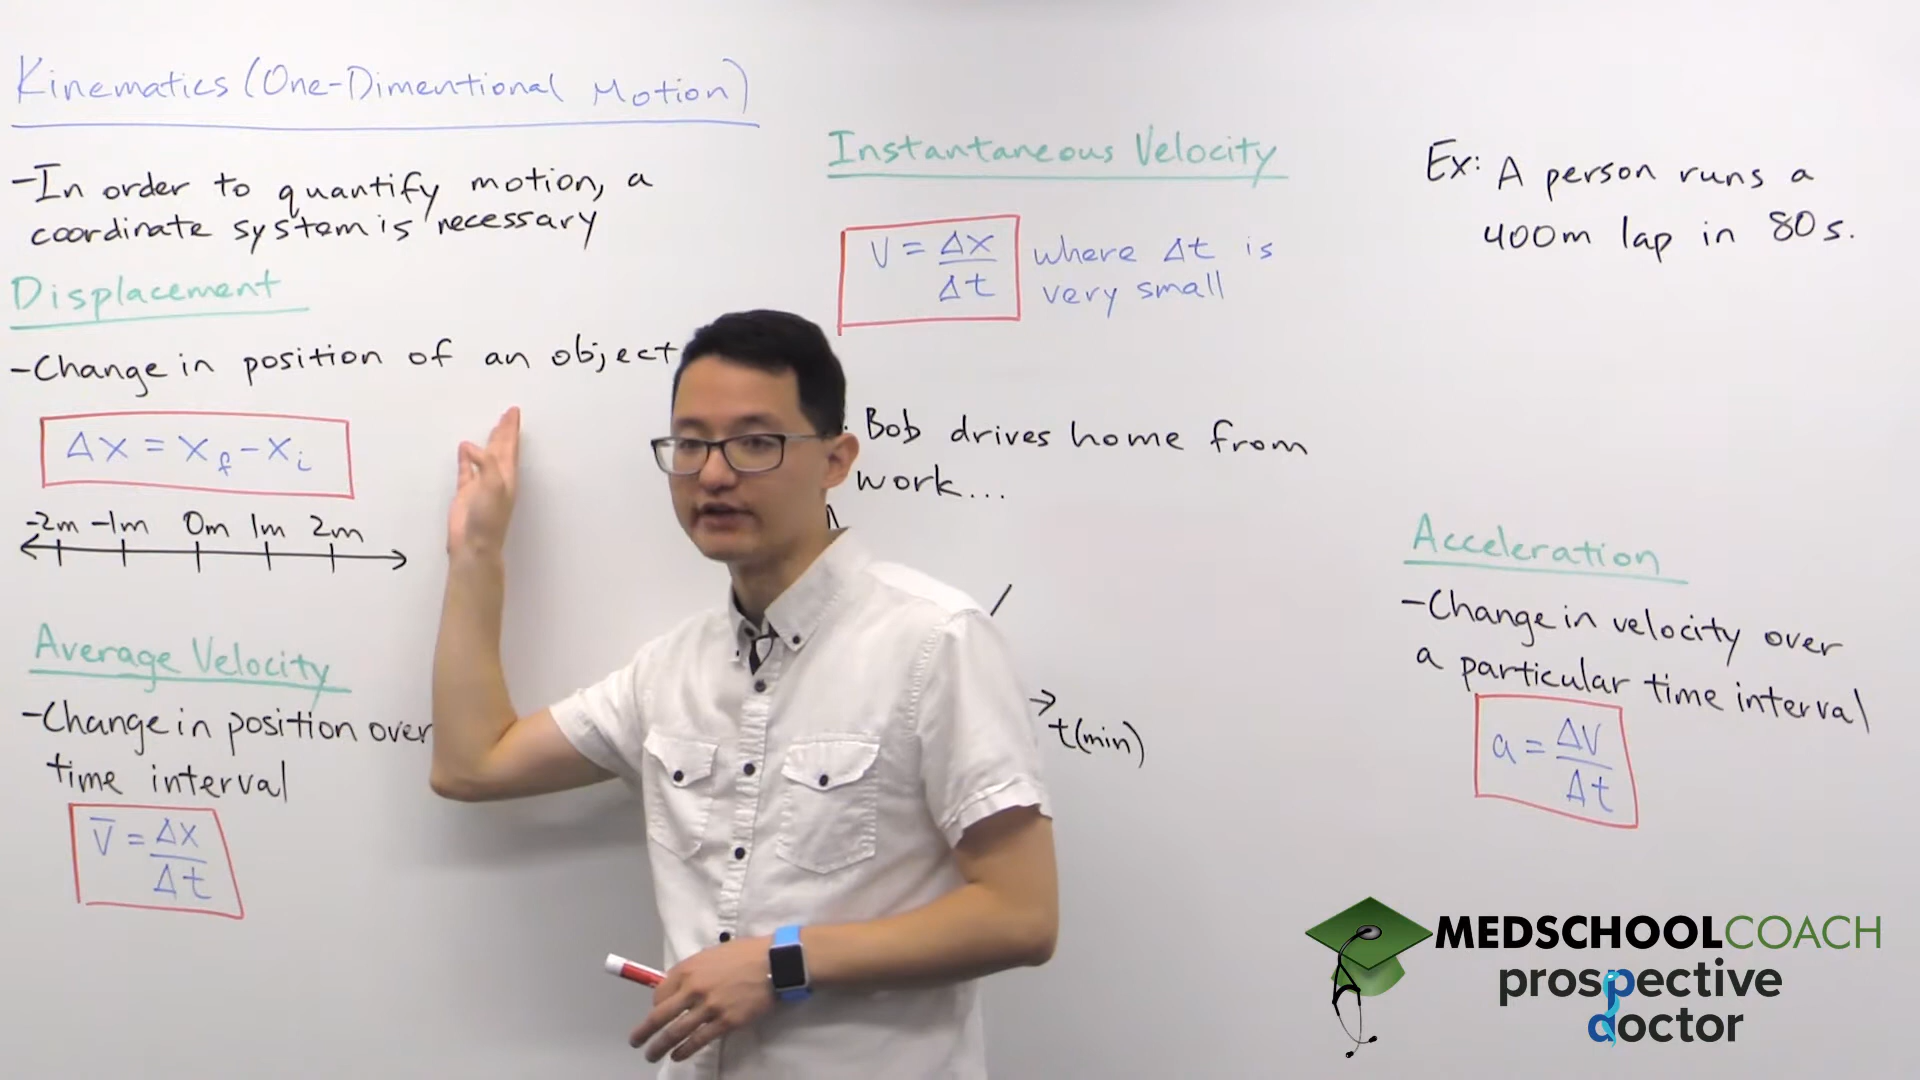 Kinematics (One-Dimentional Motion)
-In order to quantify motion, a
coordinate system is necessary
Displacement
-Change in position of an object
Δx = x_f - x_i
-2m -1m 0m 1m 2m
Average Velocity
-Change in position over
time interval
V̅ = Δx
Δt
Instantaneous Velocity
V = Δx
Δt
where Δt is
very small
Bob drives home from
work...
t(min)
Ex: A person runs a
400m lap in 80s.
Acceleration
-Change in velocity over
a particular time interval
a = ΔV
Δt
MEDSCHOOLCOACH
prospective
doctor